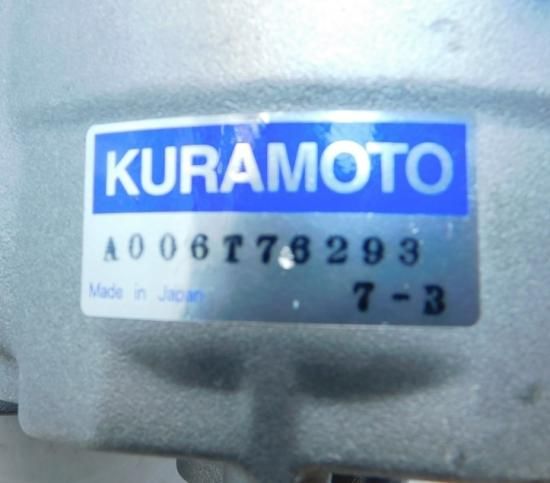 KURAMOTO
A006T76293
Made in Japan
7-3